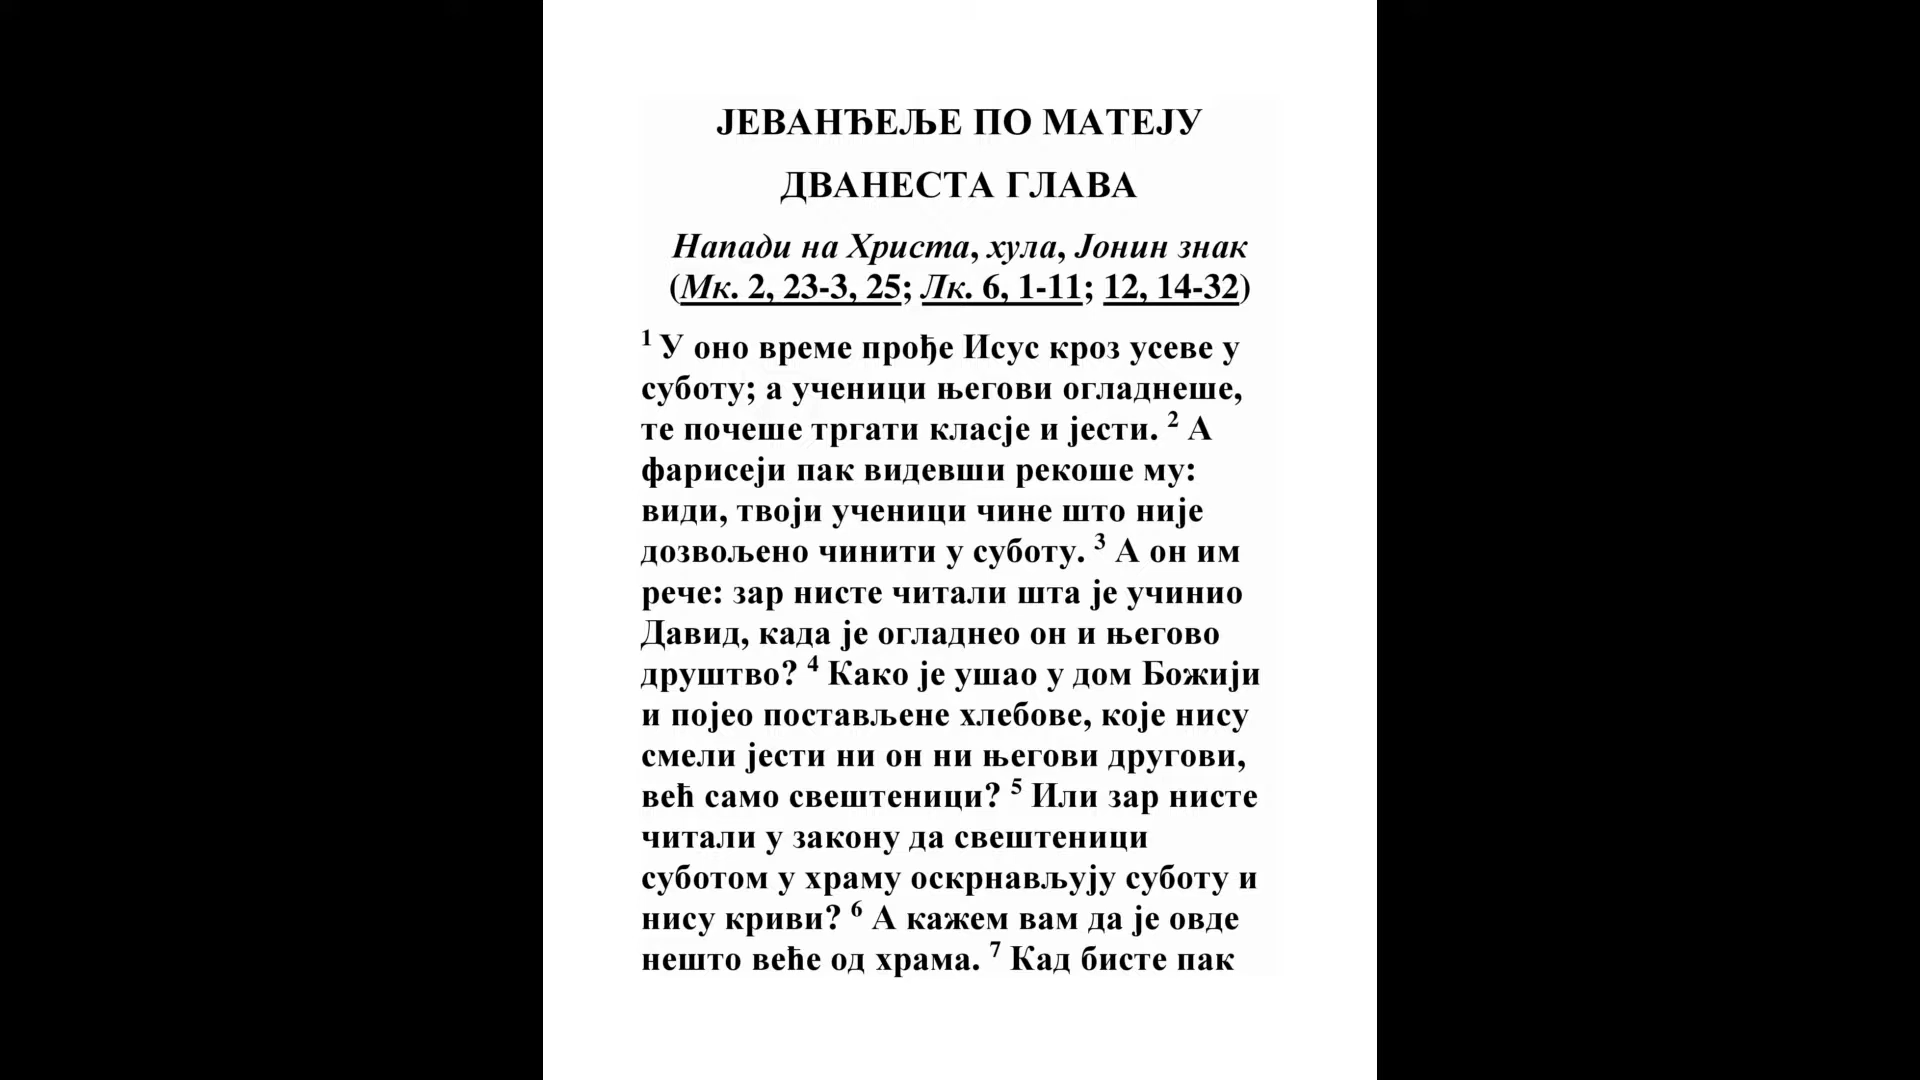 ЈЕВАНЂЕЉЕ ПО МАТЕЈУ
ДВАНЕСТА ГЛАВА
Напади на Христа, хула, Јонин знак
(Мк. 2, 23-3, 25; Лк. 6, 1-11; 12, 14-32)
1 У оно време прође Исус кроз усеве у
суботу; а ученици његови огладнеше,
те почеше тргати класје и јести. 2 А
фарисеји пак видевши рекоше му:
види, твоји ученици чине што није
дозвољено чинити у суботу. 3 А он им
рече: зар нисте читали шта је учинио
Давид, када је огладнео он и његово
друштво? 4 Како је ушао у дом Божији
и појео постављене хлебове, које нису
смели јести ни он ни његови другови,
већ само свештеници? 5 Или зар нисте
читали у закону да свештеници
суботом у храму оскрнављују суботу и
нису криви? 6 А кажем вам да је овде
нешто веће од храма. 7 Кад бисте пак